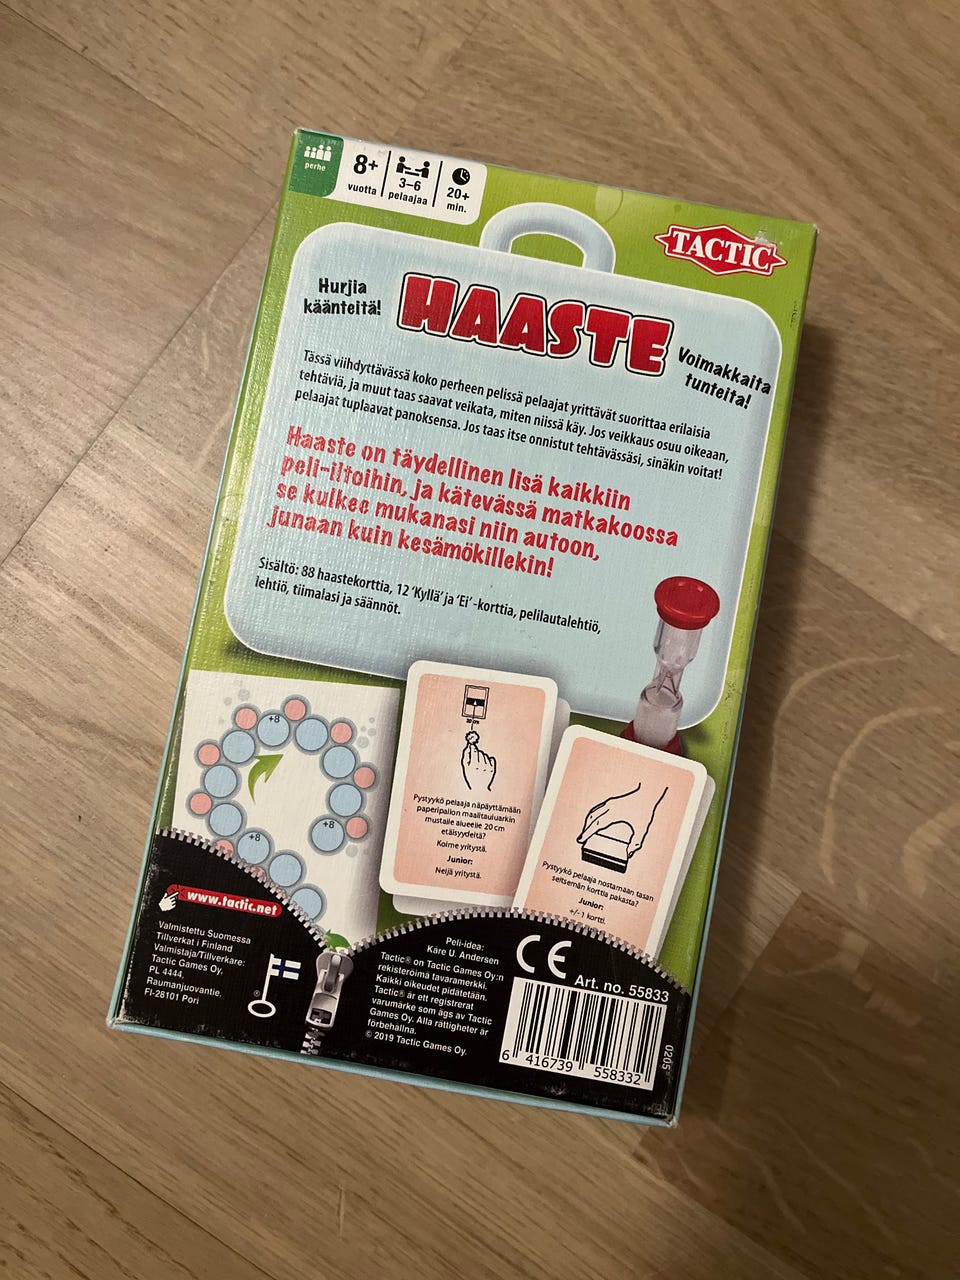 perhe
8+
vuotta
3–6
pelaajaa
20+
min.
TACTIC
Hurjia
käänteitä!
HAASTE
Voimakkaita
tunteita!
Tässä viihdyttävässä koko perheen pelissä pelaajat yrittävät suorittaa erilaisia
tehtäviä, ja muut taas saavat veikata, miten niissä käy. Jos veikkaus osuu oikeaan,
pelaajat tuplaavat panoksensa. Jos taas itse onnistut tehtävässäsi, sinäkin voitat!
Haaste on täydellinen lisä kaikkiin
peli-iltoihin, ja kätevässä matkakoossa
se kulkee mukanasi niin autoon,
junaan kuin kesämökillekin!
Sisältö: 88 haastekorttia, 12 'Kyllä' ja 'Ei' -korttia, pelilautalehtiö,
lehtiö, tiimalasi ja säännöt.
+8
+8
+8
20 cm
Pystyykö pelaaja näpäyttämään
paperipallon maalitauluarkin
mustalle alueelle 20 cm
etäisyydeltä?
Kolme yritystä.
Junior:
Neljä yritystä.
Pystyykö pelaaja nostamaan tasan
seitsemän korttia pakasta?
Junior:
+/- 1 kortti.
www.tactic.net
Valmistettu Suomessa
Tillverkat i Finland
Valmistaja/Tillverkare:
Tactic Games Oy,
PL 4444,
Raumanjuovantie,
FI-28101 Pori
®
Peli-idea:
Kåre U. Andersen
Tactic® on Tactic Games Oy:n
rekisteröimä tavaramerkki.
Kaikki oikeudet pidätetään.
Tactic® är ett registrerat
varumärke som ägs av Tactic
Games Oy. Alla rättigheter är
förbehållna.
© 2019 Tactic Games Oy.
CE
Art. no. 55833
6 416739 558332
0205